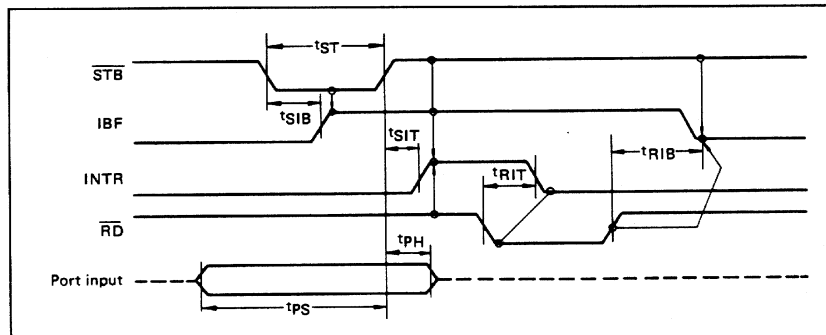 tST
STB
tSIB
IBF
tSIT
INTR
tRIT
tRIB
RD
tPH
Port input
tPS